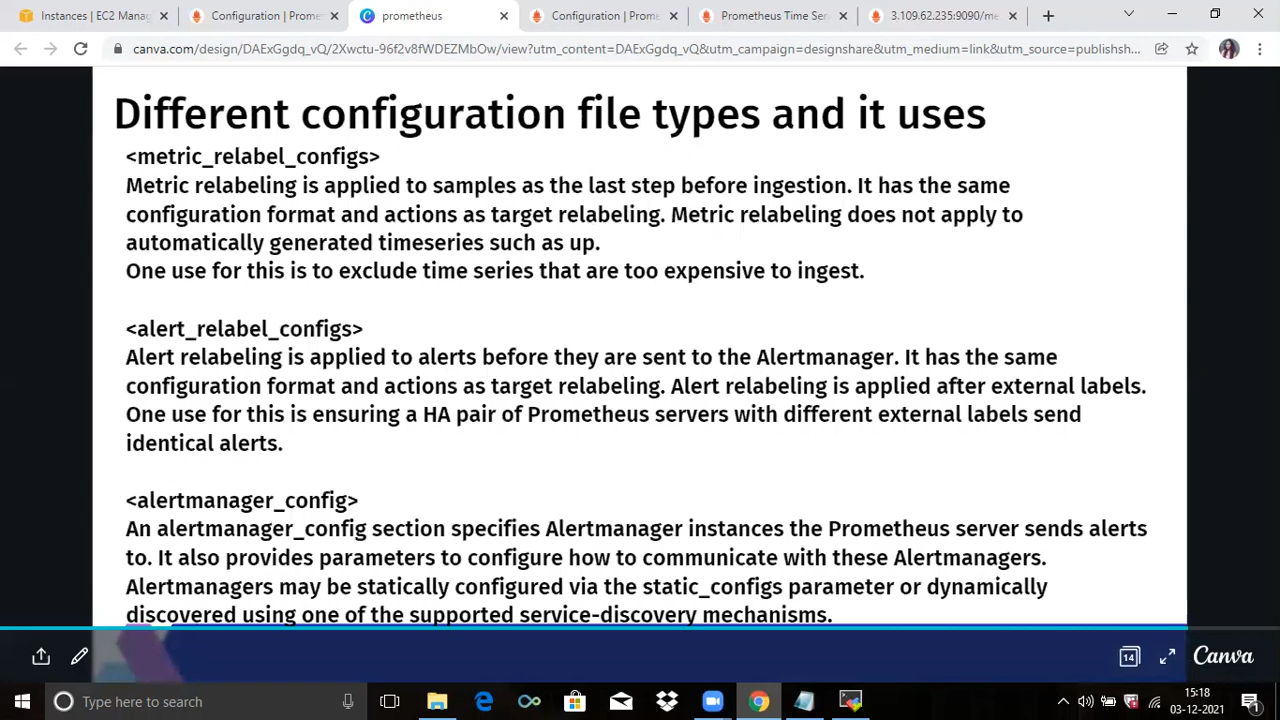 Instances | EC2 Manag
Configuration | Prome
prometheus
Configuration | Prom
Prometheus Time Seri
3.109.62.235:9090/me
canva.com/design/DAExGgdq_vQ/2Xwctu-96f2v8fWDEZMbOw/view?utm_content=DAExGgdq_vQ&utm_campaign=designshare&utm_medium=link&utm_source=publishsh...
Different configuration file types and it uses
<metric_relabel_configs>
Metric relabeling is applied to samples as the last step before ingestion. It has the same
configuration format and actions as target relabeling. Metric relabeling does not apply to
automatically generated timeseries such as up.
One use for this is to exclude time series that are too expensive to ingest.
<alert_relabel_configs>
Alert relabeling is applied to alerts before they are sent to the Alertmanager. It has the same
configuration format and actions as target relabeling. Alert relabeling is applied after external labels.
One use for this is ensuring a HA pair of Prometheus servers with different external labels send
identical alerts.
<alertmanager_config>
An alertmanager_config section specifies Alertmanager instances the Prometheus server sends alerts
to. It also provides parameters to configure how to communicate with these Alertmanagers.
Alertmanagers may be statically configured via the static_configs parameter or dynamically
discovered using one of the supported service-discovery mechanisms.
14
Canva
Type here to search
15:18
03-12-2021
1